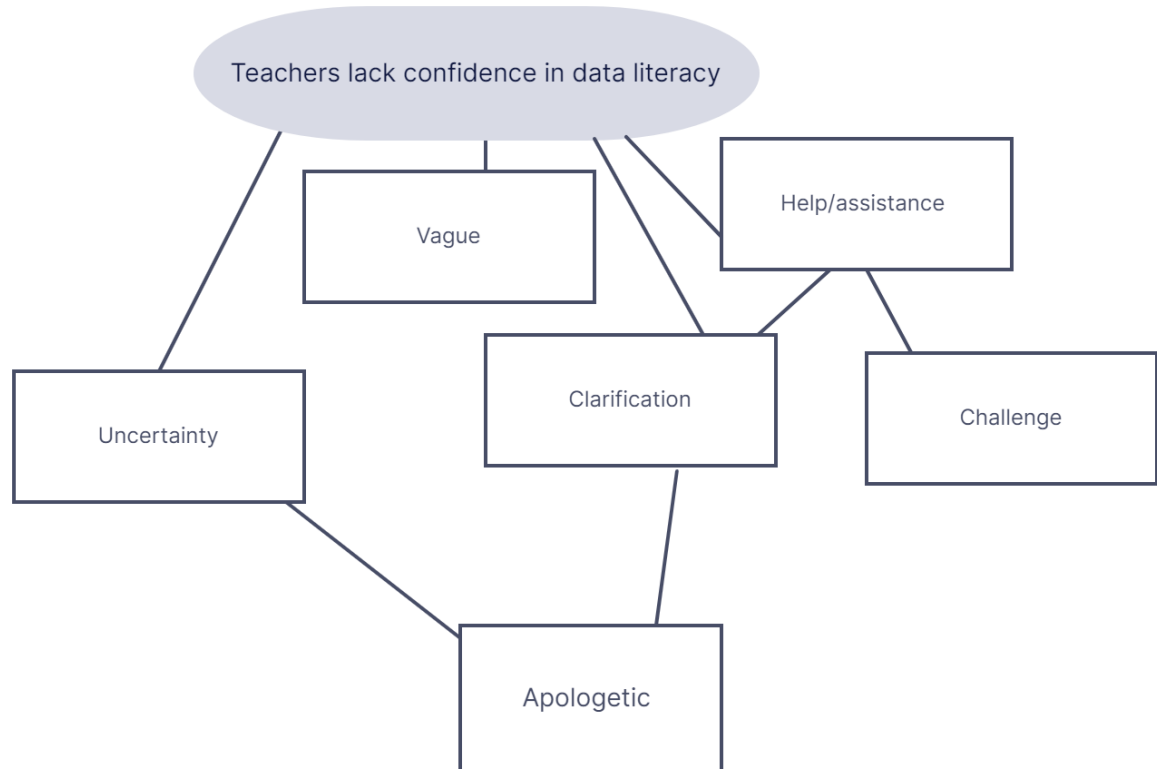 Teachers lack confidence in data literacy
Help/assistance
Vague
Clarification
Challenge
Uncertainty
Apologetic